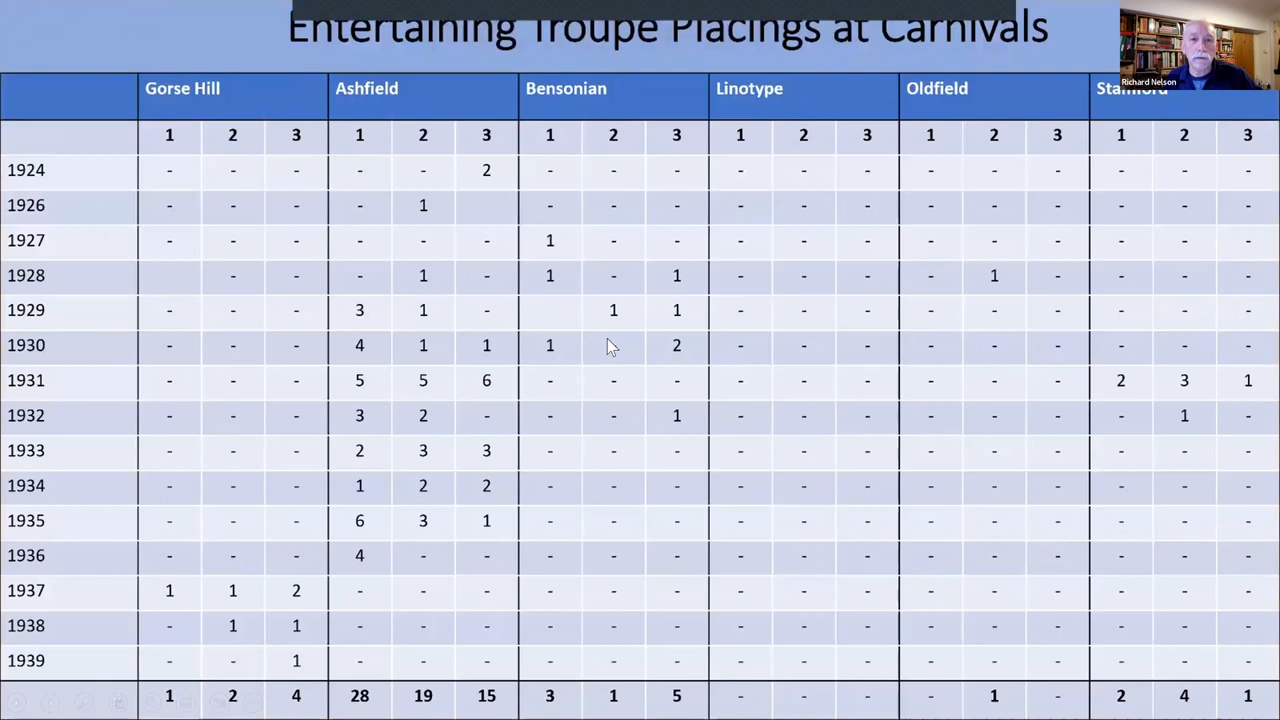 Entertaining Troupe Placings at Carnivals
Richard Nelson
Gorse Hill Ashfield Bensonian Linotype Oldfield Stamford
1 2 3 1 2 3 1 2 3 1 2 3 1 2 3 1 2 3
1924 - - - - - 2 - - - - - - - - - - - -
1926 - - - - 1 - - - - - - - - - - - -
1927 - - - - - - 1 - - - - - - - - - -
1928 - - - 1 - 1 - 1 - - - - 1 - - - -
1929 - - - 3 1 - 1 1 - - - - - - - - -
1930 - - - 4 1 1 1 2 - - - - - - - - -
1931 - - - 5 5 6 - - - - - - - - - 2 3 1
1932 - - - 3 2 - - - 1 - - - - - - - 1 -
1933 - - - 2 3 3 - - - - - - - - - - - -
1934 - - - 1 2 2 - - - - - - - - - - - -
1935 - - - 6 3 1 - - - - - - - - - - - -
1936 - - - 4 - - - - - - - - - - - - - -
1937 1 1 2 - - - - - - - - - - - - - - -
1938 - 1 1 - - - - - - - - - - - - - - -
1939 - - 1 - - - - - - - - - - - - - - -
1 2 4 28 19 15 3 1 5 - - - - 1 - 2 4 1